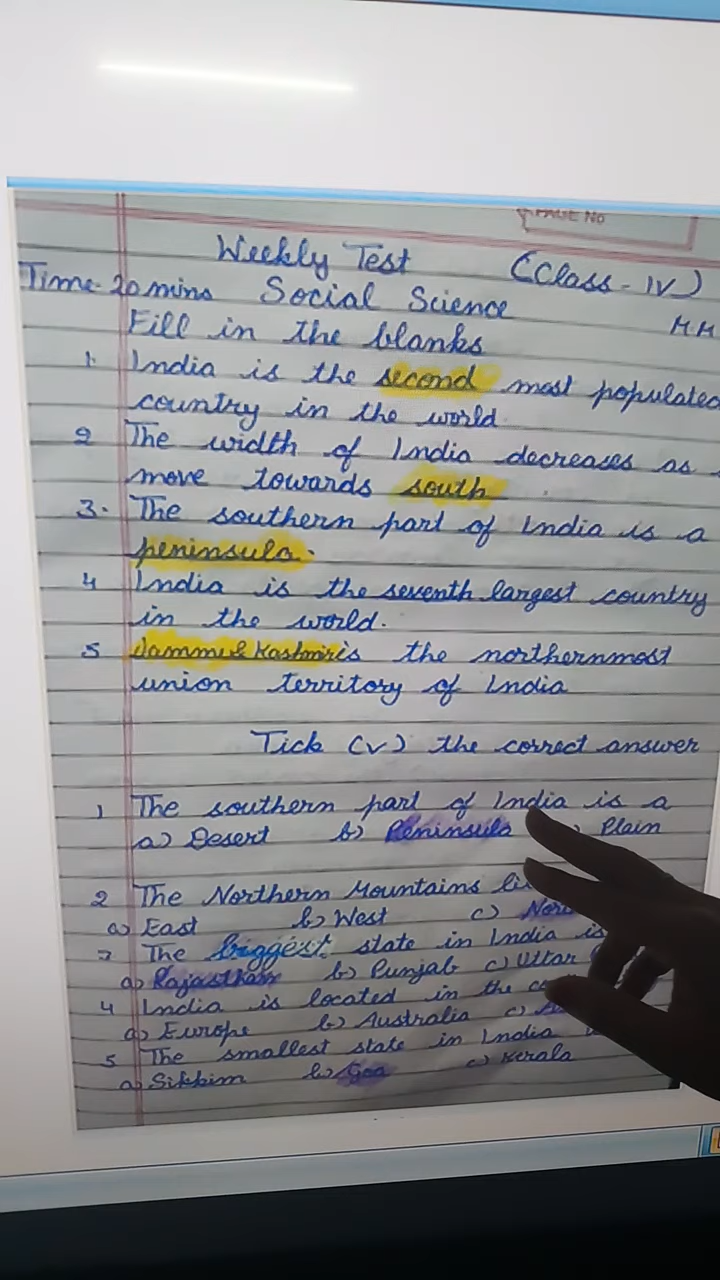 PAGE No
Weekly Test (Class - IV)
Time- 20 mins Social Science
M.M
Fill in the blanks
1. India is the second most populated
country in the world.
2 The width of India decreases as
move towards south
3. The southern part of India is a
peninsula.
4 India is the seventh largest country
in the world.
5 Jammu & Kashmir is the northernmost
union territory of India
Tick (v) the correct answer
1 The southern part of India is a
a) Desert b) Peninsula Plain
2 The Northern Mountains
a) East b) West c)
3 The biggest state in India is
a) Rajasthan b) Punjab c) Uttar
4 India is located in the
a) Europe b) Australia c)
5 The smallest state in India
a) Sikkim b) Goa c) Kerala